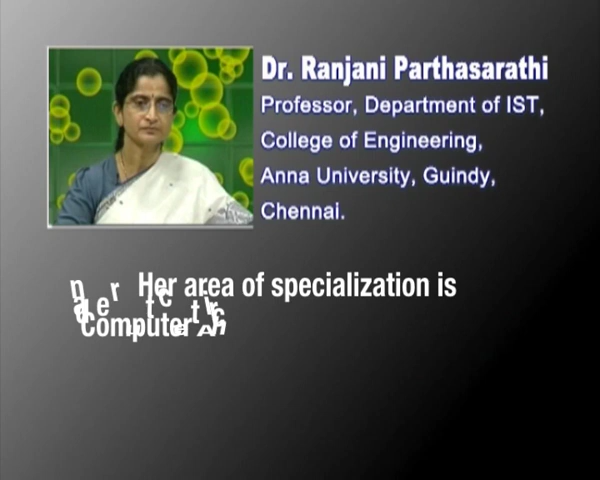 Dr. Ranjani Parthasarathi
Professor, Department of IST,
College of Engineering,
Anna University, Guindy,
Chennai.
Her area of specialization is
Computer